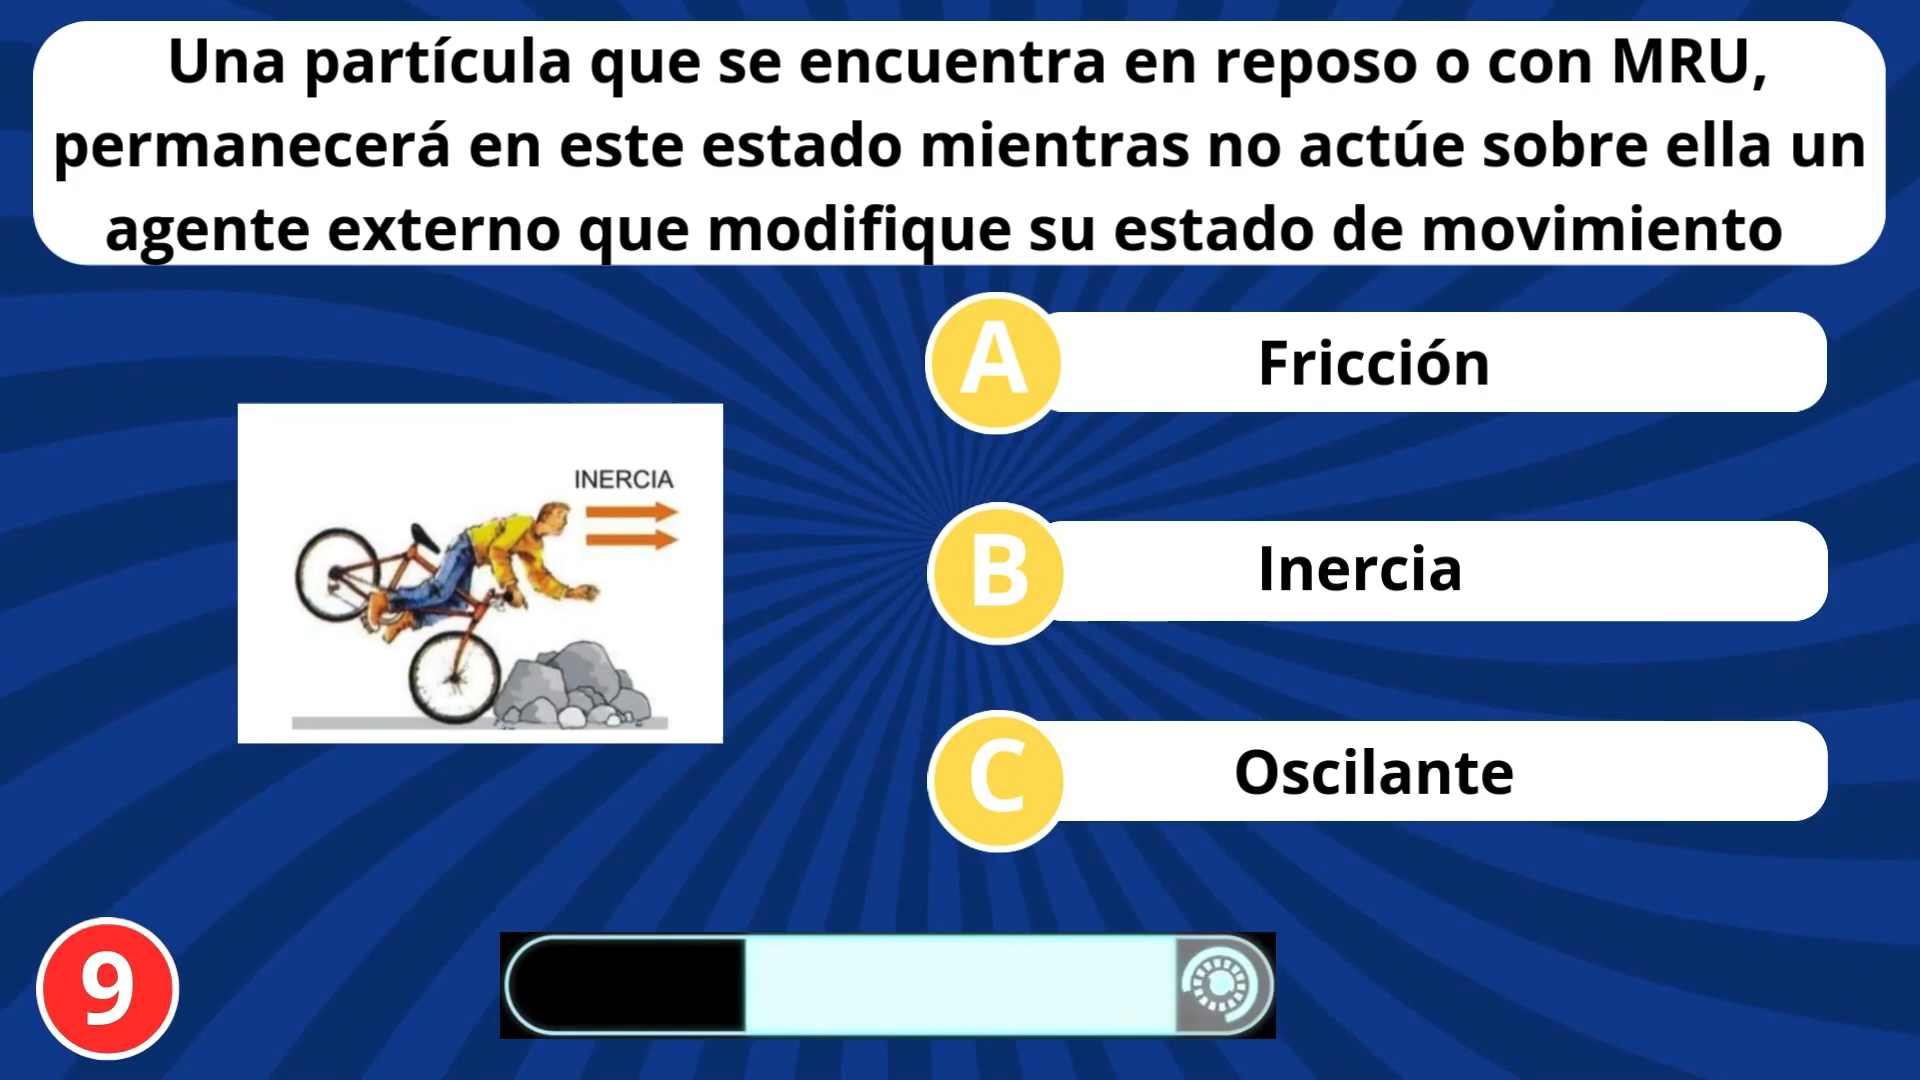 Una partícula que se encuentra en reposo o con MRU,
permanecerá en este estado mientras no actúe sobre ella un
agente externo que modifique su estado de movimiento
A Fricción
INERCIA
B Inercia
C Oscilante
9